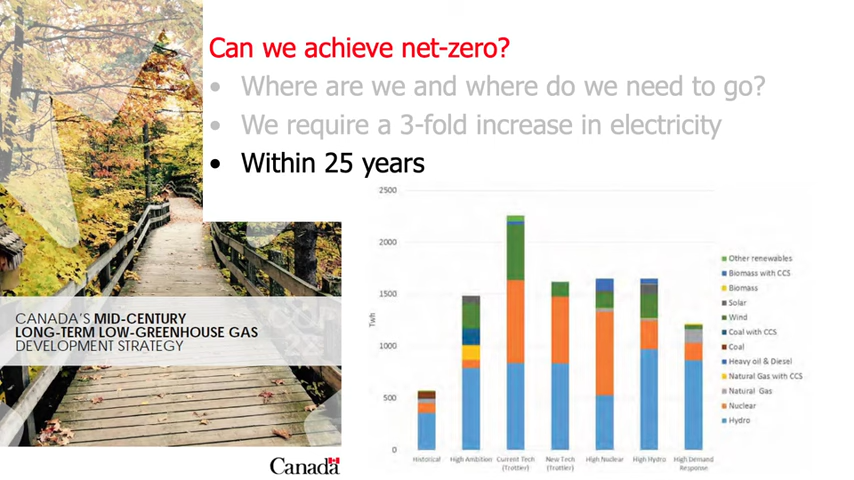 Can we achieve net-zero?
• Where are we and where do we need to go?
• We require a 3-fold increase in electricity
• Within 25 years
CANADA'S MID-CENTURY
LONG-TERM LOW-GREENHOUSE GAS
DEVELOPMENT STRATEGY
Canada
2500
2000
1500
1000
500
0
Twh
Historical
High Ambition
Current Tech
(Trottier)
New Tech
(Trottier)
High Nuclear
High Hydro
High Demand
Response
Other renewables
Biomass with CCS
Biomass
Solar
Wind
Coal with CCS
Coal
Heavy oil & Diesel
Natural Gas with CCS
Natural Gas
Nuclear
Hydro